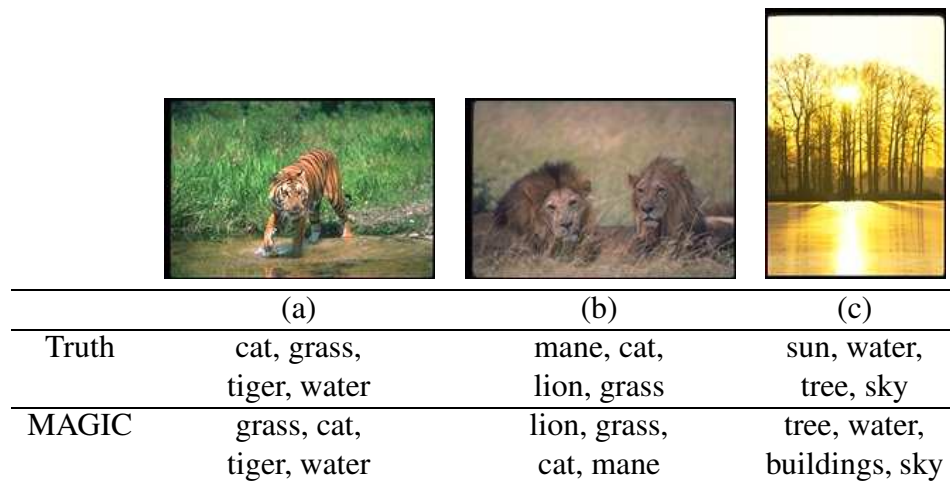 (a) (b) (c)
Truth cat, grass, mane, cat, sun, water,
tiger, water lion, grass tree, sky
MAGIC grass, cat, lion, grass, tree, water,
tiger, water cat, mane buildings, sky